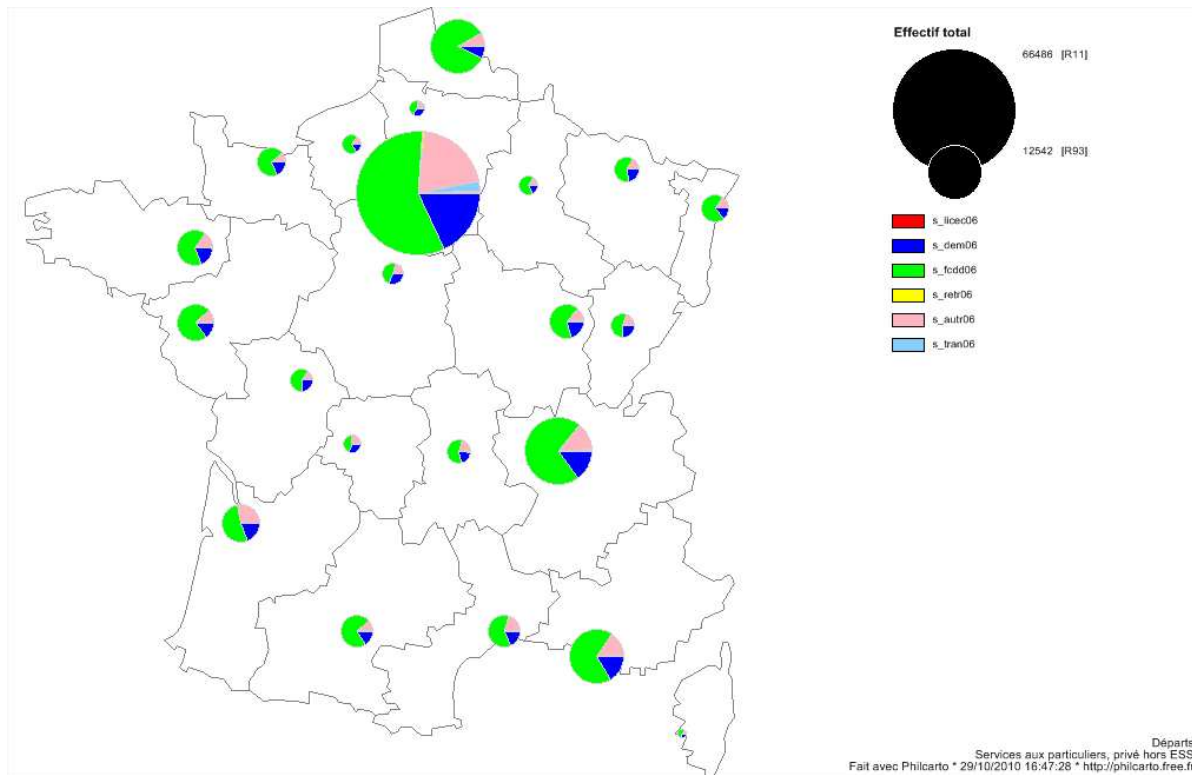 Effectif total
66486 [R11]
12542 [R93]
s_licec06
s_dem06
s_fcdd06
s_retr06
s_autr06
s_tran06
Départs
Services aux particuliers, privé hors ESS
Fait avec Philcarto * 29/10/2010 16:47:28 * http://philcarto.free.fr